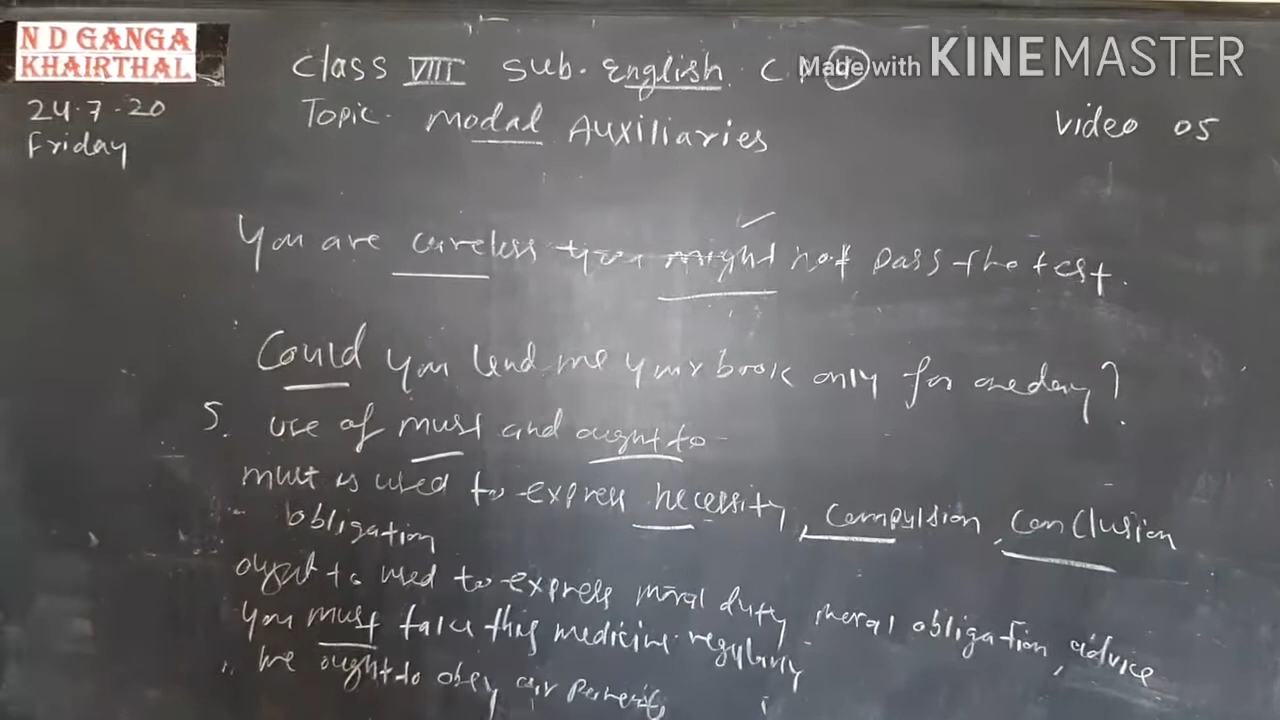 N D GANGA
KHAIRTHAL
Made with KINEMASTER
Class VIII Sub. English C
24.7.20
Friday
Topic. Modal Auxiliaries
Video 05
You are careless you might not pass the test.
Could you lend me your book only for one day?
5. use of must and ought to
must is used to express necessity, compulsion, conclusion
obligation
ought to used to express moral duty moral obligation, advice
You must take this medicine regularly
We ought to obey our parents